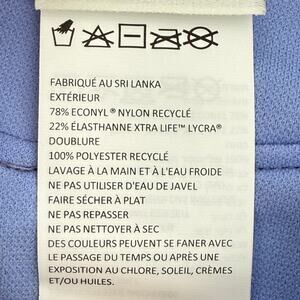 FABRIQUÉ AU SRI LANKA
EXTÉRIEUR
78% ECONYL® NYLON RECYCLÉ
22% ÉLASTHANNE XTRA LIFE™ LYCRA®
DOUBLURE
100% POLYESTER RECYCLÉ
LAVAGE À LA MAIN ET À L'EAU FROIDE
NE PAS UTILISER D'EAU DE JAVEL
FAIRE SÉCHER À PLAT
NE PAS REPASSER
NE PAS NETTOYER À SEC
DES COULEURS PEUVENT SE FANER AVEC
LE PASSAGE DU TEMPS OU APRÈS UNE
EXPOSITION AU CHLORE, SOLEIL, CRÈMES
ET/OU HUILES.